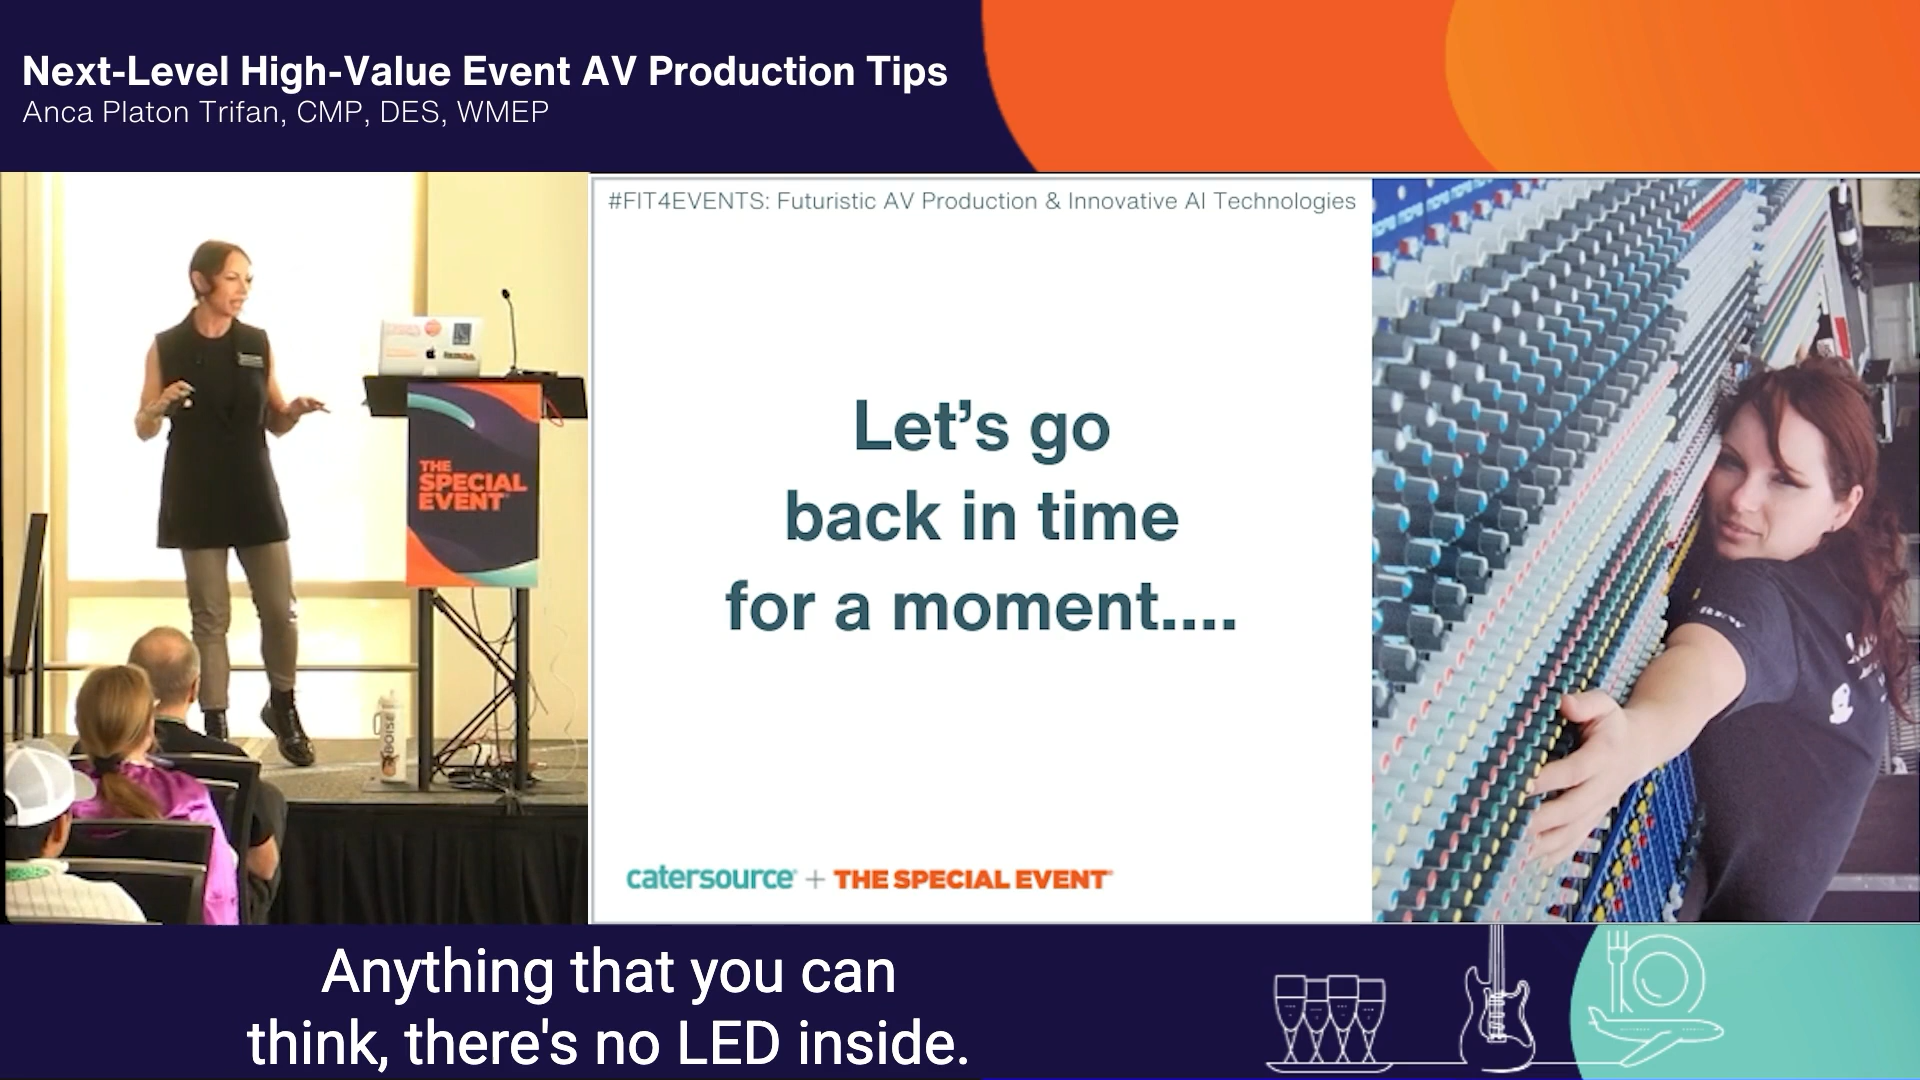 Next-Level High-Value Event AV Production Tips
Anca Platon Trifan, CMP, DES, WMEP
#FIT4EVENTS: Futuristic AV Production & Innovative AI Technologies
Let’s go
back in time
for a moment....
THE
SPECIAL
EVENT
BOISE
catersource + THE SPECIAL EVENT
Anything that you can
think, there's no LED inside.